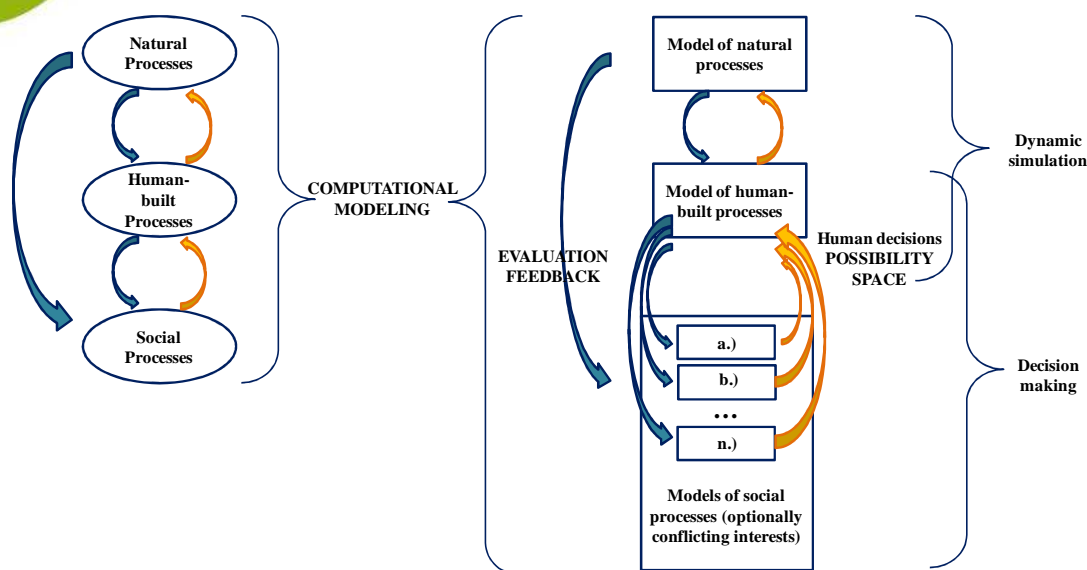 Natural
Processes
Human-
built
Processes
Social
Processes
COMPUTATIONAL
MODELING
EVALUATION
FEEDBACK
Model of natural
processes
Model of human-
built processes
Human decisions
POSSIBILITY
SPACE
a.)
b.)
...
n.)
Models of social
processes (optionally
conflicting interests)
Dynamic
simulation
Decision
making